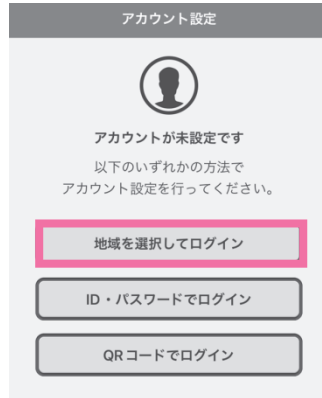 アカウント設定
アカウントが未設定です
以下のいずれかの方法で
アカウント設定を行ってください。
地域を選択してログイン
ID・パスワードでログイン
QRコードでログイン